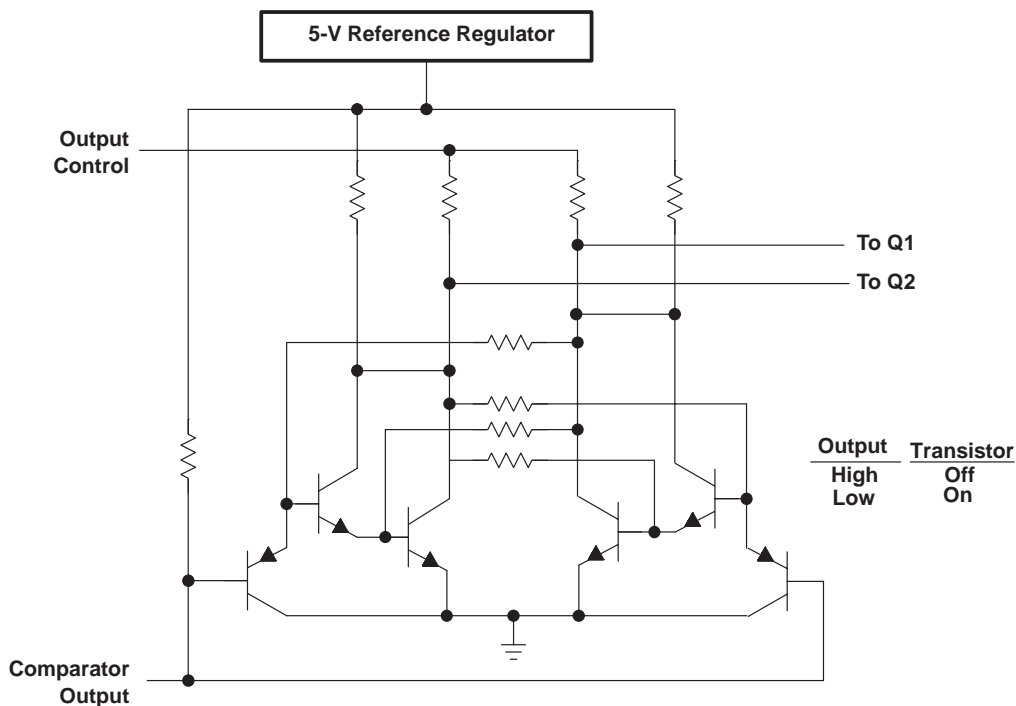 5-V Reference Regulator
Output
Control
To Q1
To Q2
Output Transistor
High Off
Low On
Comparator
Output